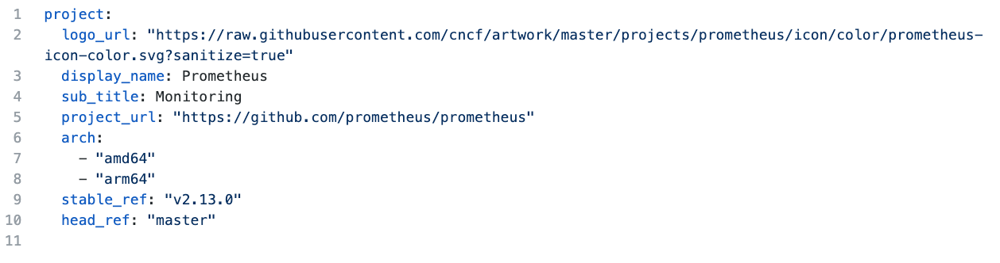 1 project:
2 logo_url: "https://raw.githubusercontent.com/cncf/artwork/master/projects/prometheus/icon/color/prometheus-
icon-color.svg?sanitize=true"
3 display_name: Prometheus
4 sub_title: Monitoring
5 project_url: "https://github.com/prometheus/prometheus"
6 arch:
7 - "amd64"
8 - "arm64"
9 stable_ref: "v2.13.0"
10 head_ref: "master"
11